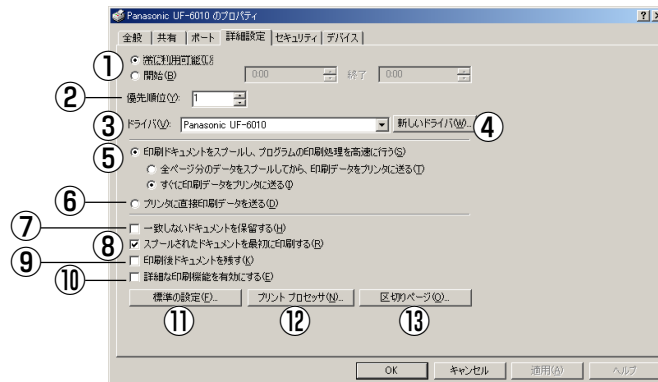 Panasonic UF-6010 のプロパティ
全般 共有 ポート 詳細設定 セキュリティ デバイス
① 常に利用可能(L)
開始(B) 0:00 終了 0:00
② 優先順位(Y): 1
③ ドライバ(V): Panasonic UF-6010 新しいドライバ(W)... ④
⑤ 印刷ドキュメントをスプールし、プログラムの印刷処理を高速に行う(S)
全ページ分のデータをスプールしてから、印刷データをプリンタに送る(T)
すぐに印刷データをプリンタに送る(I)
⑥ プリンタに直接印刷データを送る(D)
⑦ 一致しないドキュメントを保留する(H)
⑧ スプールされたドキュメントを最初に印刷する(R)
⑨ 印刷後ドキュメントを残す(K)
⑩ 詳細な印刷機能を有効にする(E)
標準の設定(F)... プリント プロセッサ(N)... 区切りページ(O)...
⑪ ⑫ ⑬
OK キャンセル 適用(A) ヘルプ